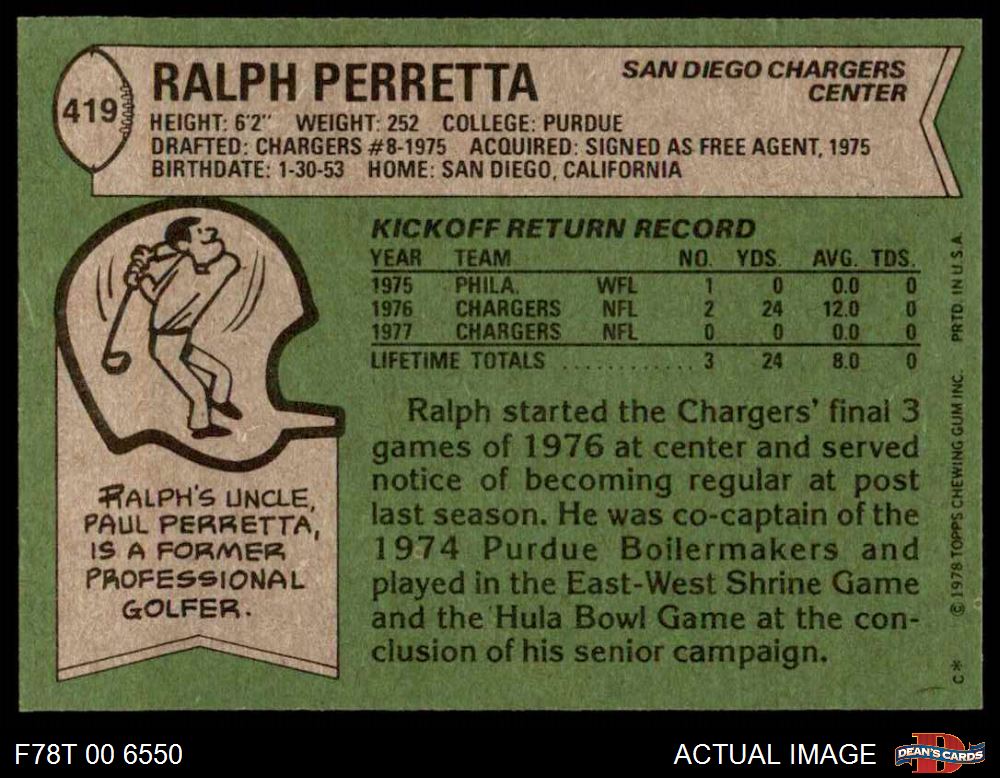 419
RALPH PERRETTA
SAN DIEGO CHARGERS
CENTER
HEIGHT: 6'2" WEIGHT: 252 COLLEGE: PURDUE
DRAFTED: CHARGERS #8-1975 ACQUIRED: SIGNED AS FREE AGENT, 1975
BIRTHDATE: 1-30-53 HOME: SAN DIEGO, CALIFORNIA
KICKOFF RETURN RECORD
YEAR TEAM NO. YDS. AVG. TDS.
1975 PHILA. WFL 1 0 0.0 0
1976 CHARGERS NFL 2 24 12.0 0
1977 CHARGERS NFL 0 0 0.0 0
LIFETIME TOTALS ............ 3 24 8.0 0
Ralph started the Chargers' final 3
games of 1976 at center and served
notice of becoming regular at post
last season. He was co-captain of the
1974 Purdue Boilermakers and
played in the East-West Shrine Game
and the Hula Bowl Game at the con-
clusion of his senior campaign.
RALPH'S UNCLE,
PAUL PERRETTA,
IS A FORMER
PROFESSIONAL
GOLFER.
C* © 1978 TOPPS CHEWING GUM INC. PRTD. IN U.S.A.
F78T 00 6550
ACTUAL IMAGE
D
DEAN'S CARDS